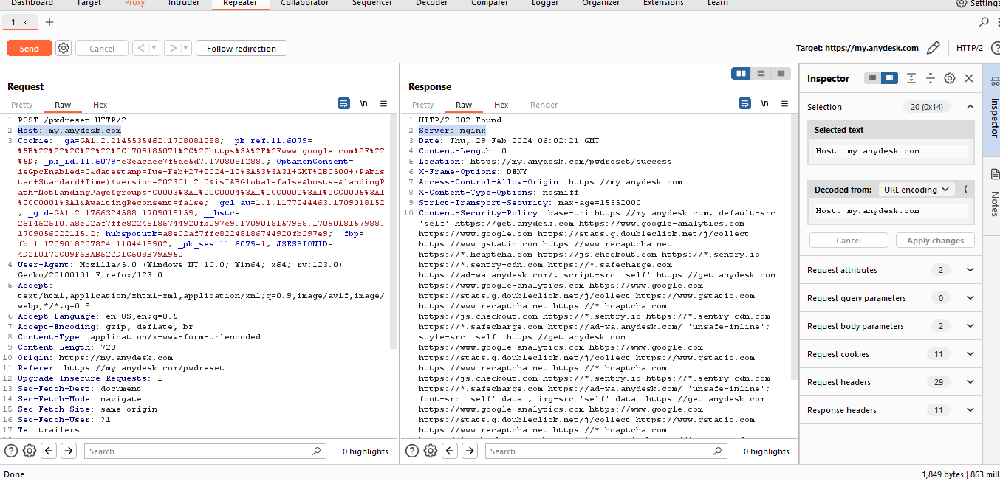 Dashboard Target Proxy Intruder Repeater Collaborator Sequencer Decoder Comparer Logger Organizer Extensions Learn Settings
1 × +
Send Cancel < > Follow redirection Target: https://my.anydesk.com HTTP/2 ?
Request
Pretty Raw Hex \n
1 POST /pwdreset HTTP/2
2 Host: my.anydesk.com
3 Cookie: _ga=GA1.2.2145535462.1708081288; _pk_ref.11.6079=
%5B%22%22%2C%22%22%2C1709185071%2C%22https%3A%2F%2Fwww.google.com%2F%22
%5D; _pk_id.11.6079=e3eacaec7f5de5d7.1708081288.; OptanonConsent=
isGpcEnabled=0&datestamp=Tue+Feb+27+2024+12%3A53%3A31+GMT%2B0500+(Pakis
tan+Standard+Time)&version=202301.2.0&isIABGlobal=false&hosts=&landingP
ath=NotLandingPage&groups=C0003%3A1%2CC0004%3A1%2CC0002%3A1%2CC0005%3A1
%2CC0001%3A1&AwaitingReconsent=false; _gcl_au=1.1.1177244463.1709018152
; _gid=GA1.2.1766324588.1709018159; __hstc=
261462610.a8e02af7ffc82248186744920fb297e9.1709018157988.1709018157988.
1709056022115.2; hubspotutk=a8e02af7ffc82248186744920fb297e9; _fbp=
fb.1.1709018207824.1104418902; _pk_ses.11.6079=1; JSESSIONID=
4D21017CC09F6BAB622D1C608B79A950
4 User-Agent: Mozilla/5.0 (Windows NT 10.0; Win64; x64; rv:123.0)
Gecko/20100101 Firefox/123.0
5 Accept:
text/html,application/xhtml+xml,application/xml;q=0.9,image/avif,image/
webp,*/*;q=0.8
6 Accept-Language: en-US,en;q=0.5
7 Accept-Encoding: gzip, deflate, br
8 Content-Type: application/x-www-form-urlencoded
9 Content-Length: 728
10 Origin: https://my.anydesk.com
11 Referer: https://my.anydesk.com/pwdreset
12 Upgrade-Insecure-Requests: 1
13 Sec-Fetch-Dest: document
14 Sec-Fetch-Mode: navigate
15 Sec-Fetch-Site: same-origin
16 Sec-Fetch-User: ?1
17 Te: trailers
Search 0 highlights
Response
Pretty Raw Hex Render \n
1 HTTP/2 302 Found
2 Server: nginx
3 Date: Thu, 29 Feb 2024 06:02:21 GMT
4 Content-Length: 0
5 Location: https://my.anydesk.com/pwdreset/success
6 X-Frame-Options: DENY
7 Access-Control-Allow-Origin: https://my.anydesk.com
8 X-Content-Type-Options: nosniff
9 Strict-Transport-Security: max-age=15552000
10 Content-Security-Policy: base-uri https://my.anydesk.com; default-src
'self' https://get.anydesk.com https://www.google-analytics.com
https://www.google.com https://stats.g.doubleclick.net/j/collect
https://www.gstatic.com https://www.recaptcha.net
https://*.hcaptcha.com https://js.checkout.com https://*.sentry.io
https://*.sentry-cdn.com https://*.safecharge.com
https://ad-wa.anydesk.com/; script-src 'self' https://get.anydesk.com
https://www.google-analytics.com https://www.google.com
https://stats.g.doubleclick.net/j/collect https://www.gstatic.com
https://www.recaptcha.net https://*.hcaptcha.com
https://js.checkout.com https://*.sentry.io https://*.sentry-cdn.com
https://*.safecharge.com https://ad-wa.anydesk.com/ 'unsafe-inline';
style-src 'self' https://get.anydesk.com
https://www.google-analytics.com https://www.google.com
https://stats.g.doubleclick.net/j/collect https://www.gstatic.com
https://www.recaptcha.net https://*.hcaptcha.com
https://js.checkout.com https://*.sentry.io https://*.sentry-cdn.com
https://*.safecharge.com https://ad-wa.anydesk.com/ 'unsafe-inline';
font-src 'self' data:; img-src 'self' data: https://get.anydesk.com
https://www.google-analytics.com https://www.google.com
https://stats.g.doubleclick.net/j/collect https://www.gstatic.com
https://www.recaptcha.net https://*.hcaptcha.com
Search 0 highlights
Inspector
Selection 20 (0x14)
Selected text
Host: my.anydesk.com
Decoded from: URL encoding
Host: my.anydesk.com
Cancel Apply changes
Request attributes 2
Request query parameters 0
Request body parameters 2
Request cookies 11
Request headers 29
Response headers 11
Inspector
Notes
Done 1,849 bytes | 863 mill